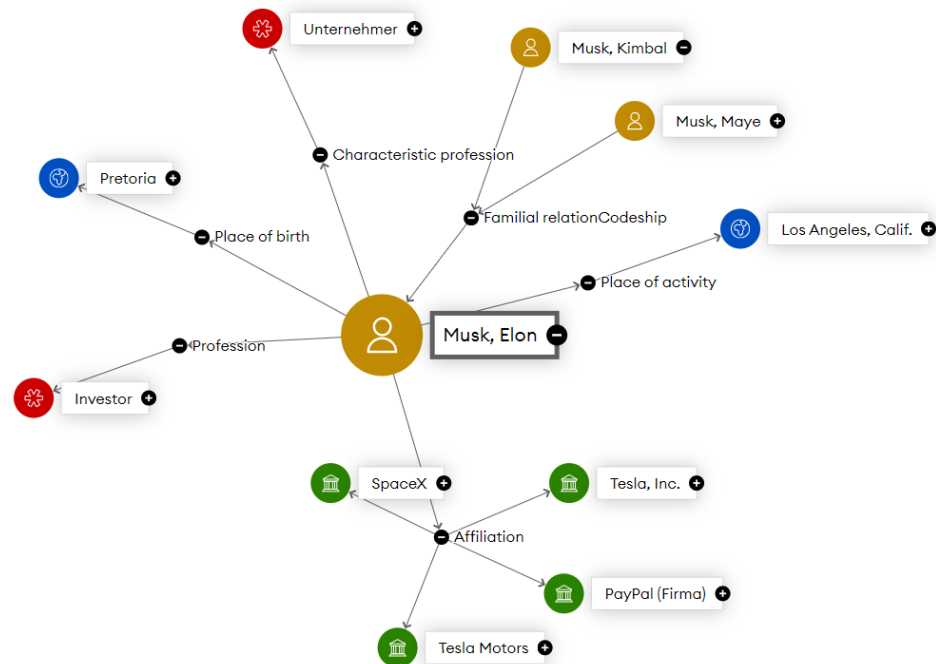 Unternehmer
Musk, Kimbal
Musk, Maye
Characteristic profession
Pretoria
Familial relationCodeship
Los Angeles, Calif.
Place of birth
Place of activity
Musk, Elon
Profession
Investor
SpaceX
Tesla, Inc.
Affiliation
PayPal (Firma)
Tesla Motors